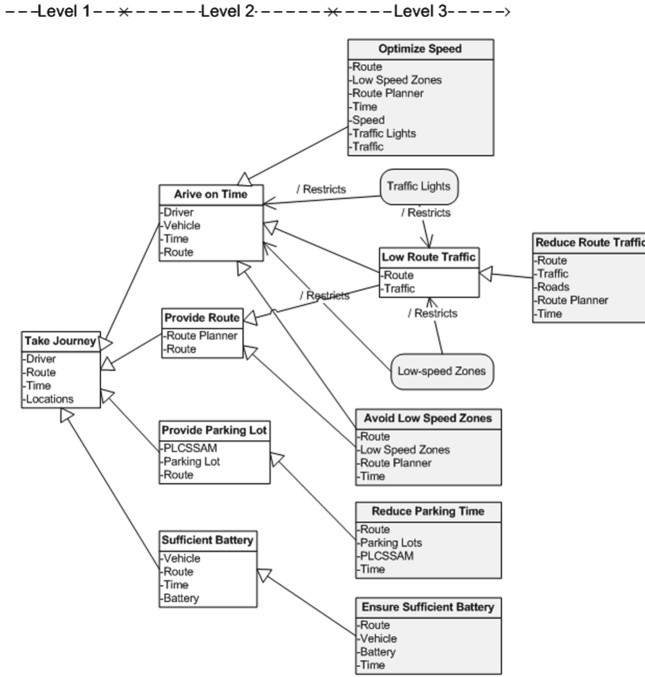 Level 1
Level 2
Level 3
Optimize Speed
-Route
-Low Speed Zones
-Route Planner
-Time
-Speed
-Traffic Lights
-Traffic
Arive on Time
-Driver
-Vehicle
-Time
-Route
/ Restricts
Traffic Lights
/ Restricts
Low Route Traffic
-Route
-Traffic
Reduce Route Traffic
-Route
-Traffic
-Roads
-Route Planner
-Time
/ Restricts
/ Restricts
Provide Route
-Route Planner
-Route
Take Journey
-Driver
-Route
-Time
-Locations
Low-speed Zones
Provide Parking Lot
-PLCSSAM
-Parking Lot
-Route
Avoid Low Speed Zones
-Route
-Low Speed Zones
-Route Planner
-Time
Reduce Parking Time
-Route
-Parking Lots
-PLCSSAM
-Time
Sufficient Battery
-Vehicle
-Route
-Time
-Battery
Ensure Sufficient Battery
-Route
-Vehicle
-Battery
-Time